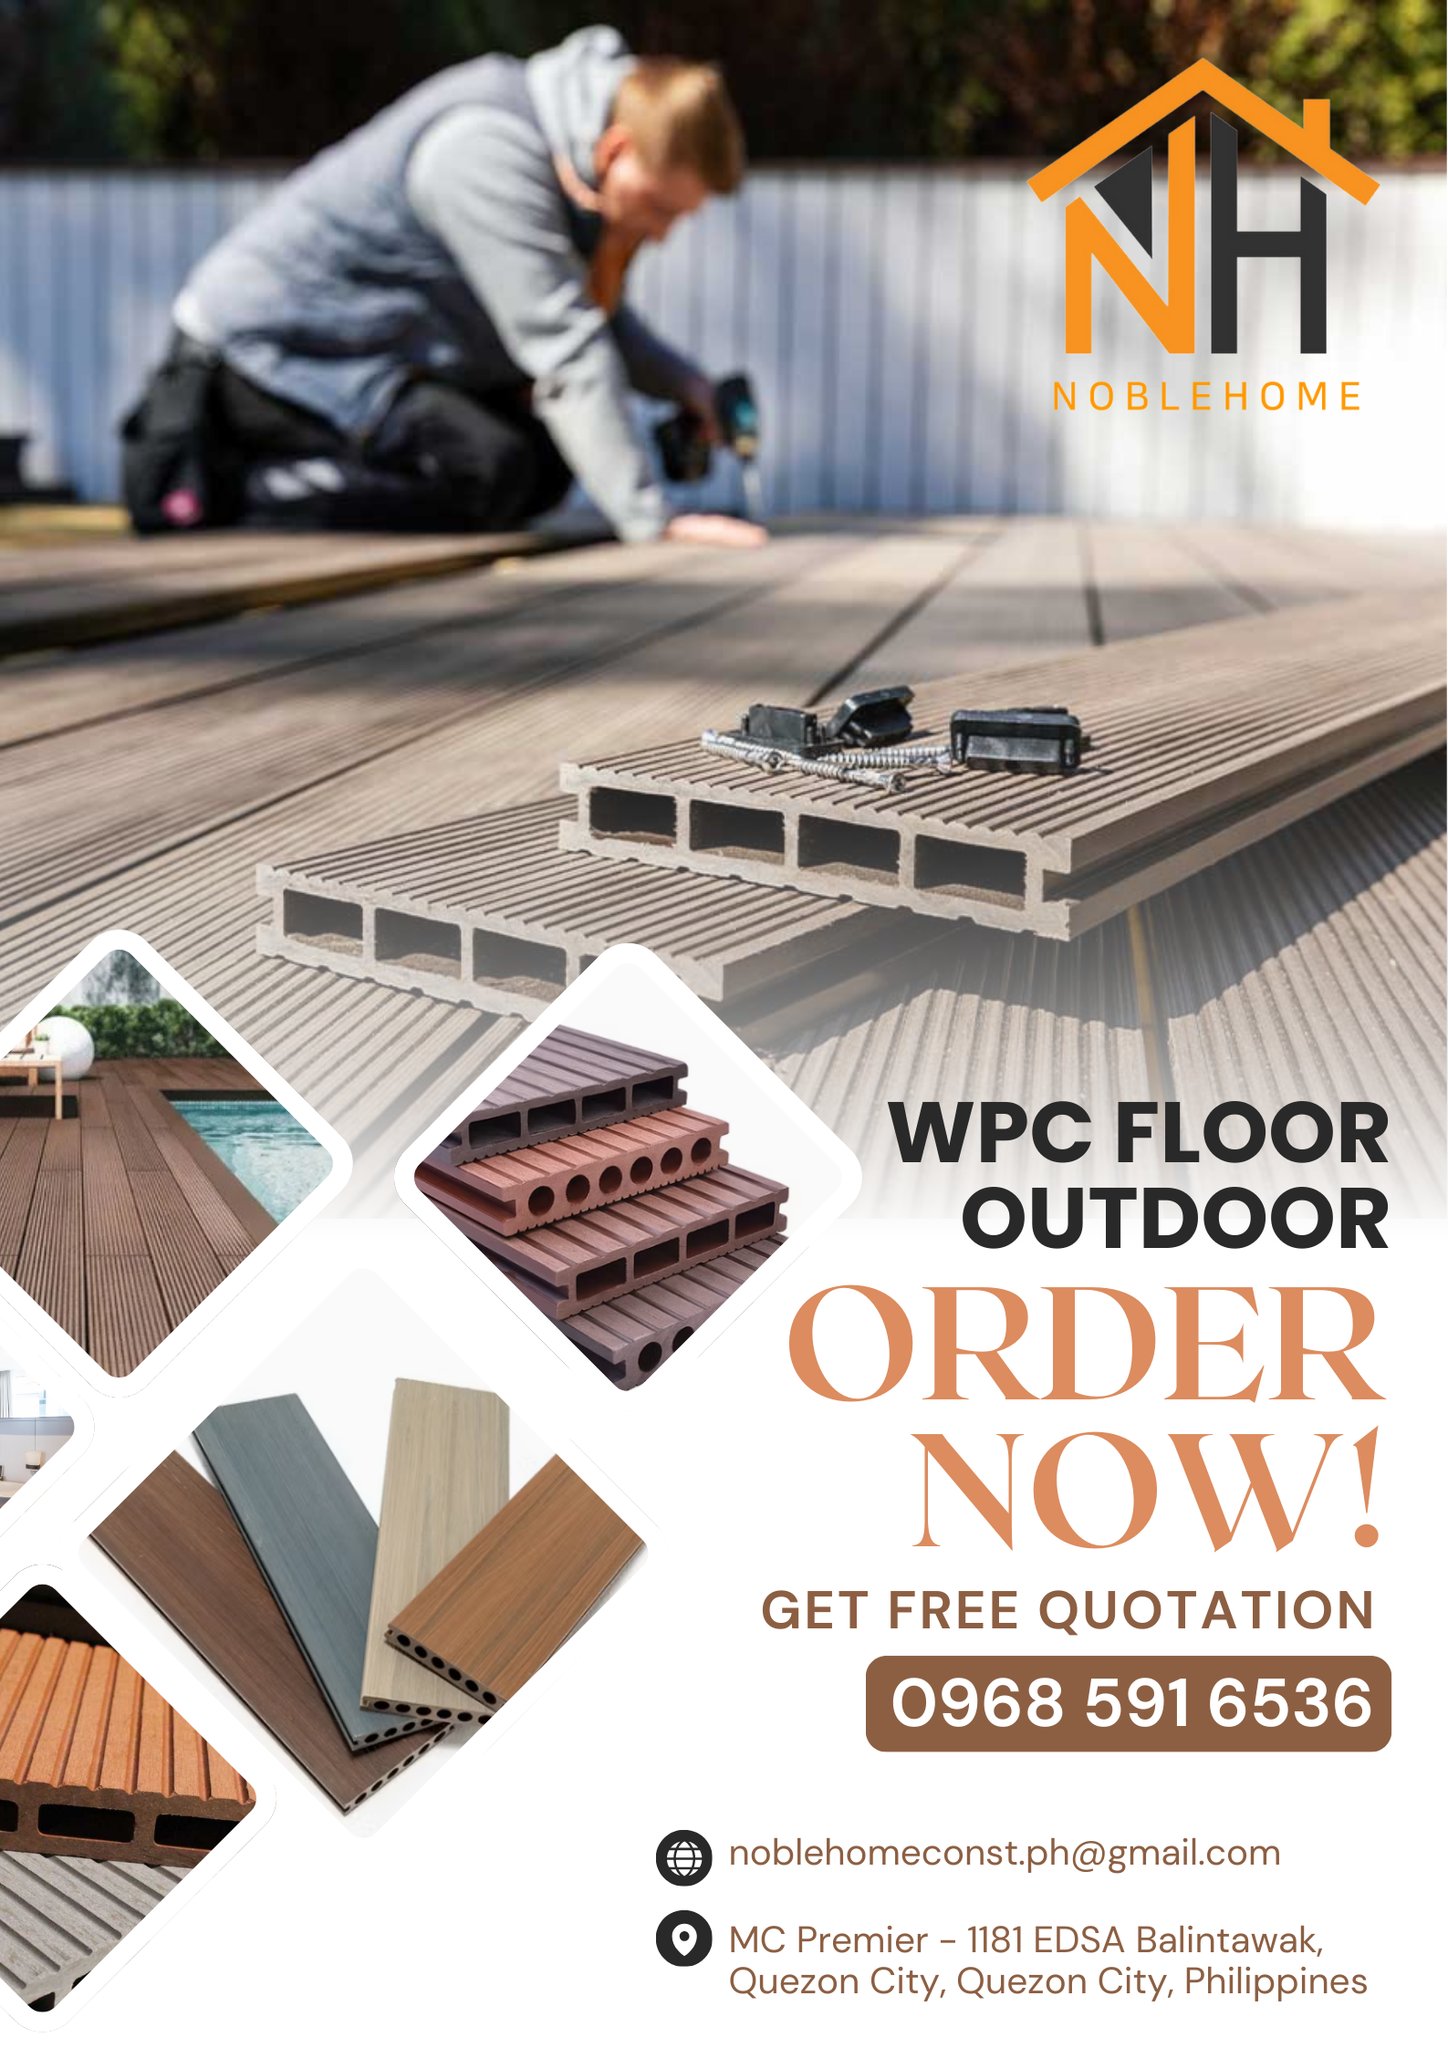 NH
NOBLEHOME
WPC FLOOR
OUTDOOR
ORDER
NOW!
GET FREE QUOTATION
0968 591 6536
noblehomeconst.ph@gmail.com
MC Premier - 1181 EDSA Balintawak,
Quezon City, Quezon City, Philippines